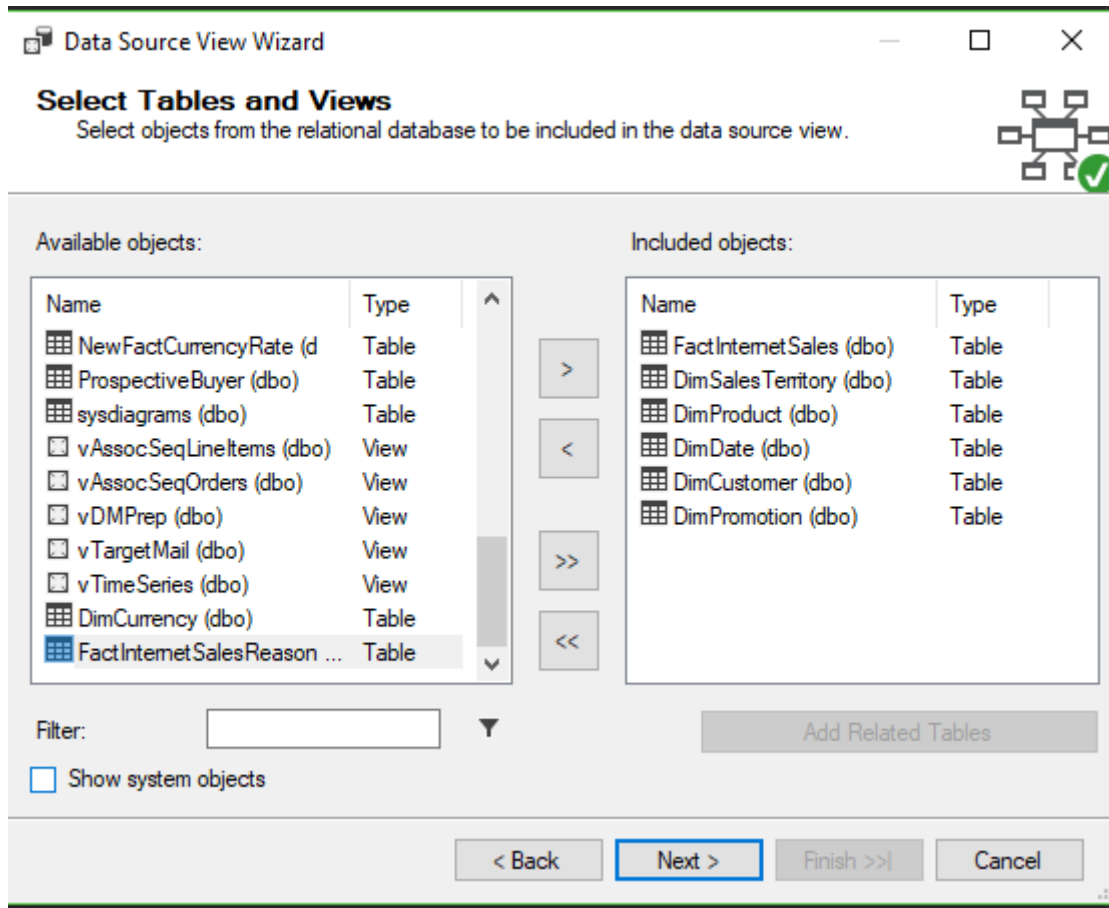 Data Source View Wizard
Select Tables and Views
Select objects from the relational database to be included in the data source view.
Available objects:
Name Type
NewFactCurrencyRate (d Table
ProspectiveBuyer (dbo) Table
sysdiagrams (dbo) Table
vAssocSeqLineItems (dbo) View
vAssocSeqOrders (dbo) View
vDMPrep (dbo) View
vTargetMail (dbo) View
vTimeSeries (dbo) View
DimCurrency (dbo) Table
FactInternetSalesReason ... Table
>
<
>>
<<
Included objects:
Name Type
FactInternetSales (dbo) Table
DimSalesTerritory (dbo) Table
DimProduct (dbo) Table
DimDate (dbo) Table
DimCustomer (dbo) Table
DimPromotion (dbo) Table
Filter:
Add Related Tables
Show system objects
< Back Next > Finish >>| Cancel